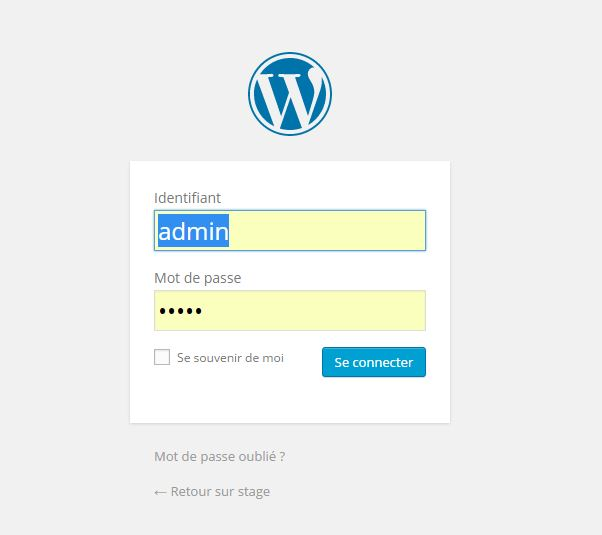 Identifiant
admin
Mot de passe
•••••
Se souvenir de moi
Se connecter
Mot de passe oublié ?
← Retour sur stage